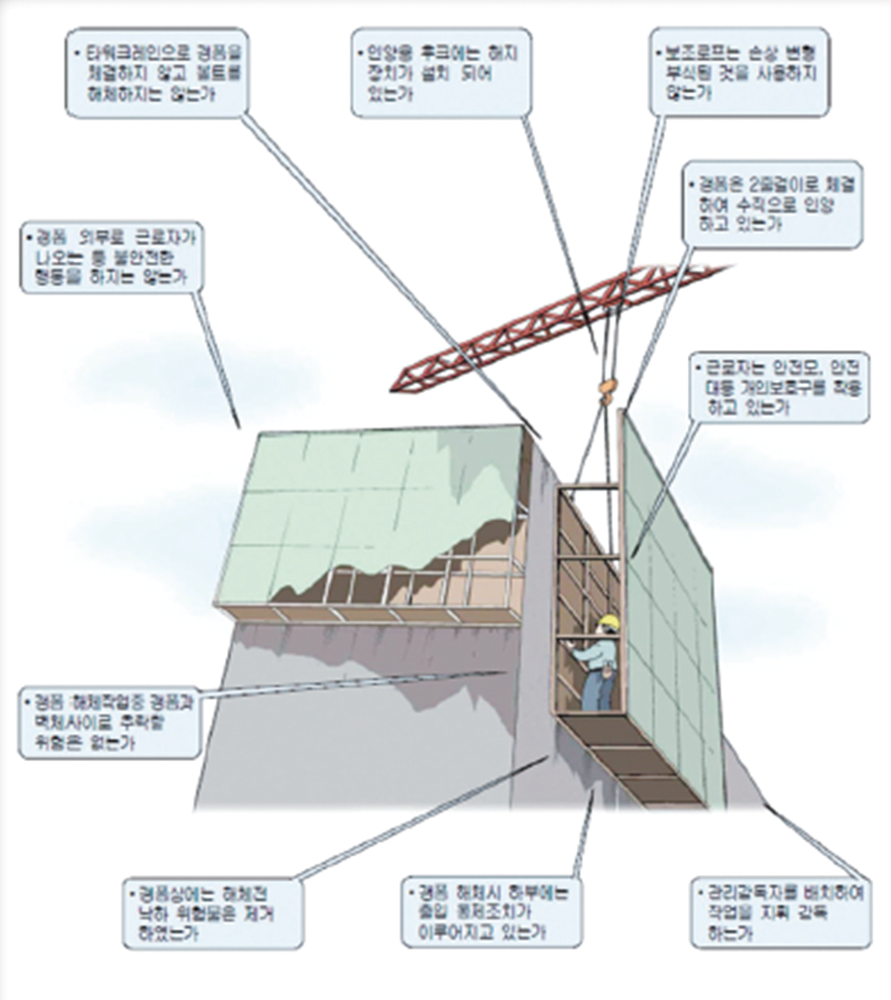 • 타워크레인으로 갱폼을
체결하지 않고 볼트를
해체하지는 않는가
• 인양용 후크에는 해지
장치가 설치 되어
있는가
• 보조로프는 손상 변형
부식된 것을 사용하지
않는가
• 갱폼은 2줄걸이로 체결
하여 수직으로 인양
하고 있는가
• 갱폼 외부로 근로자가
나오는 등 불안전한
행동을 하지는 않는가
• 근로자는 안전모, 안전
대등 개인보호구를 착용
하고 있는가
• 갱폼 해체작업중 갱폼과
벽체사이로 추락할
위험은 없는가
• 갱폼상에는 해체전
낙하 위험물은 제거
하였는가
• 갱폼 해체시 하부에는
출입 통제조치가
이루어지고 있는가
• 관리감독자를 배치하여
작업을 지휘 감독
하는가